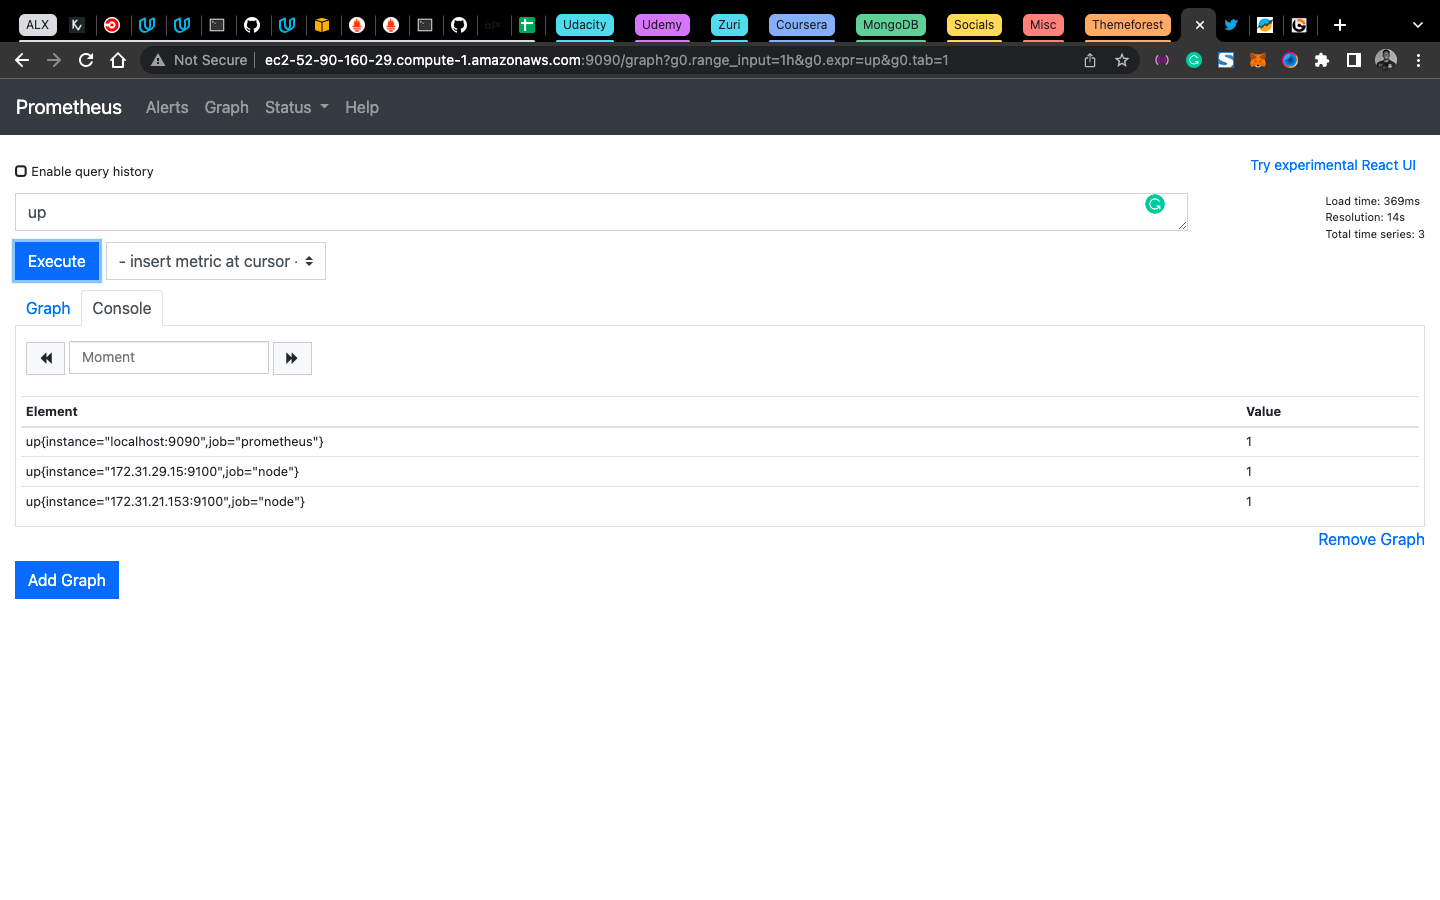 ALX Udacity Udemy Zuri Coursera MongoDB Socials Misc Themeforest
Not Secure ec2-52-90-160-29.compute-1.amazonaws.com:9090/graph?g0.range_input=1h&g0.expr=up&g0.tab=1
Prometheus Alerts Graph Status Help
Enable query history
Try experimental React UI
up
Load time: 369ms
Resolution: 14s
Total time series: 3
Execute
- insert metric at cursor -
Graph Console
Moment
Element Value
up{instance="localhost:9090",job="prometheus"} 1
up{instance="172.31.29.15:9100",job="node"} 1
up{instance="172.31.21.153:9100",job="node"} 1
Remove Graph
Add Graph